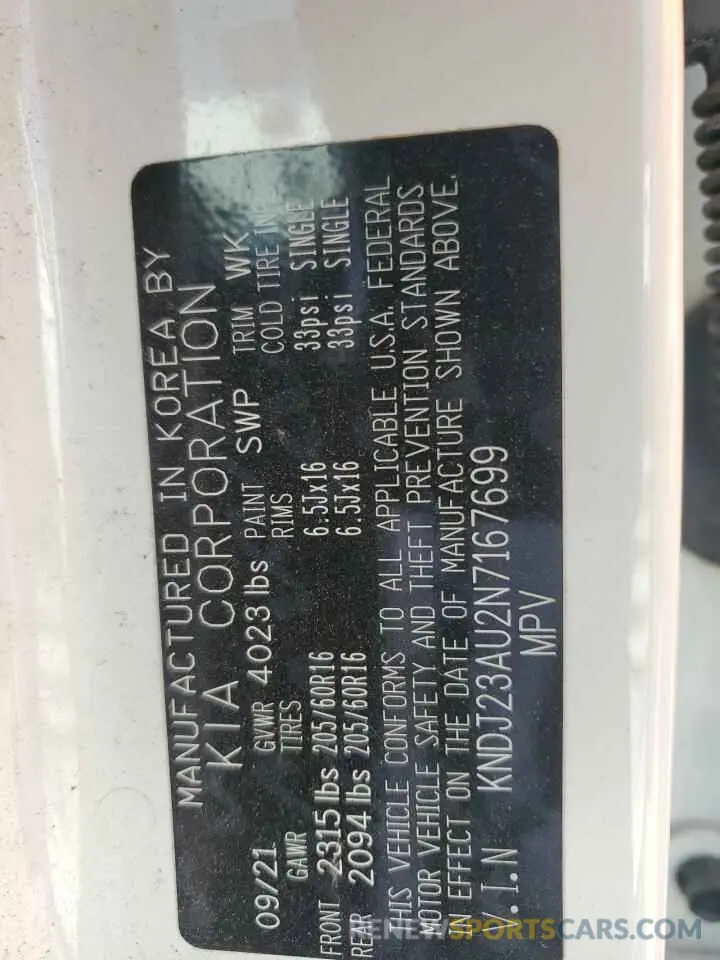 MANUFACTURED IN KOREA BY
KIA CORPORATION
09/21 GVWR 4023 lbs PAINT SWP TRIM WK
GAWR TIRES RIMS COLD TIRE
FRONT 2315 lbs 205/60R16 6.5Jx16 33psi SINGLE
REAR 2094 lbs 205/60R16 6.5Jx16 33psi SINGLE
THIS VEHICLE CONFORMS TO ALL APPLICABLE U.S.A. FEDERAL
MOTOR VEHICLE SAFETY AND THEFT PREVENTION STANDARDS
IN EFFECT ON THE DATE OF MANUFACTURE SHOWN ABOVE.
V.I.N KNDJ23AU2N7167699
MPV
RENEWSPORTSCARS.COM